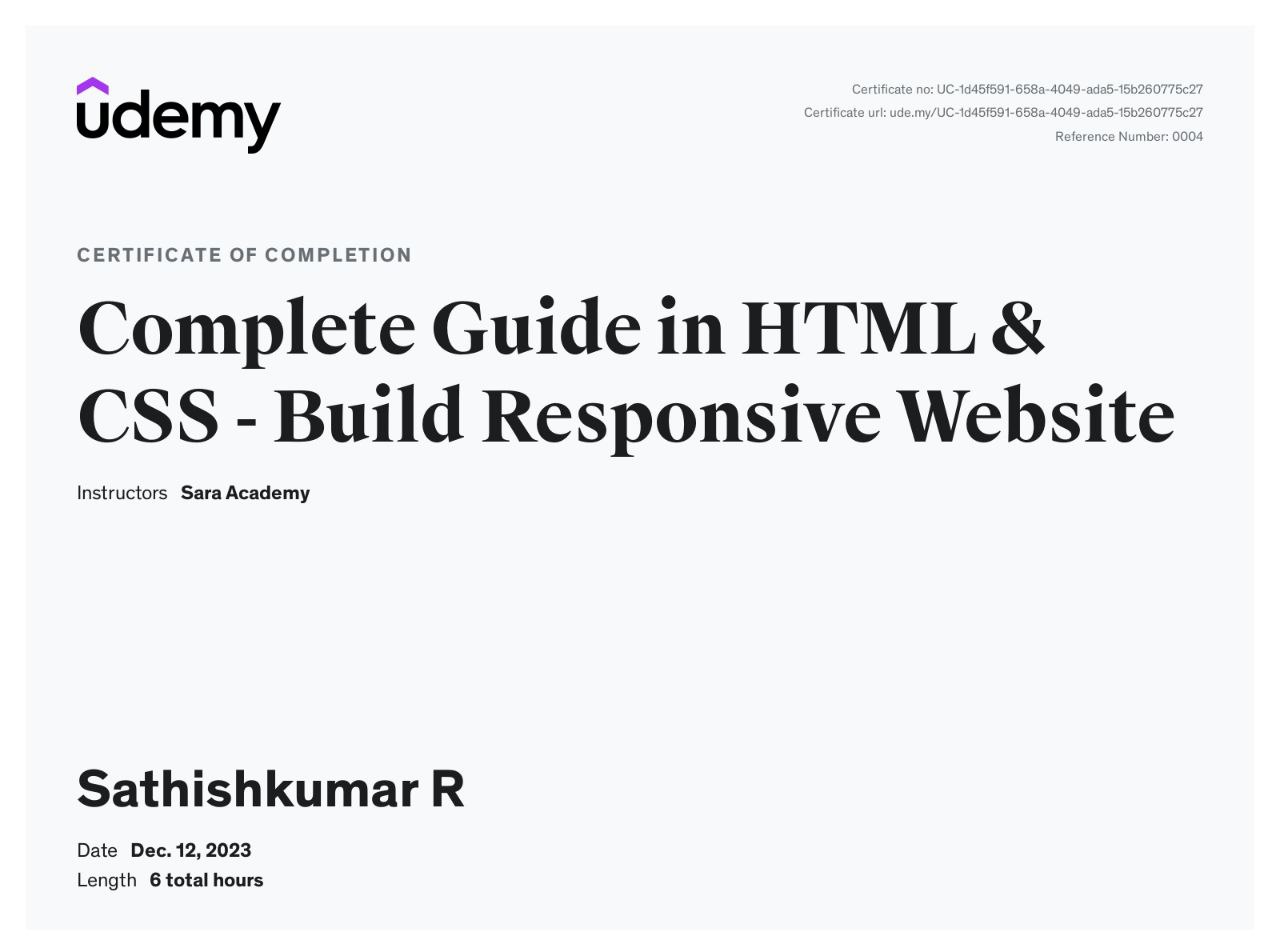 udemy
Certificate no: UC-1d45f591-658a-4049-ada5-15b260775c27
Certificate url: ude.my/UC-1d45f591-658a-4049-ada5-15b260775c27
Reference Number: 0004
CERTIFICATE OF COMPLETION
Complete Guide in HTML &
CSS - Build Responsive Website
Instructors Sara Academy
Sathishkumar R
Date Dec. 12, 2023
Length 6 total hours